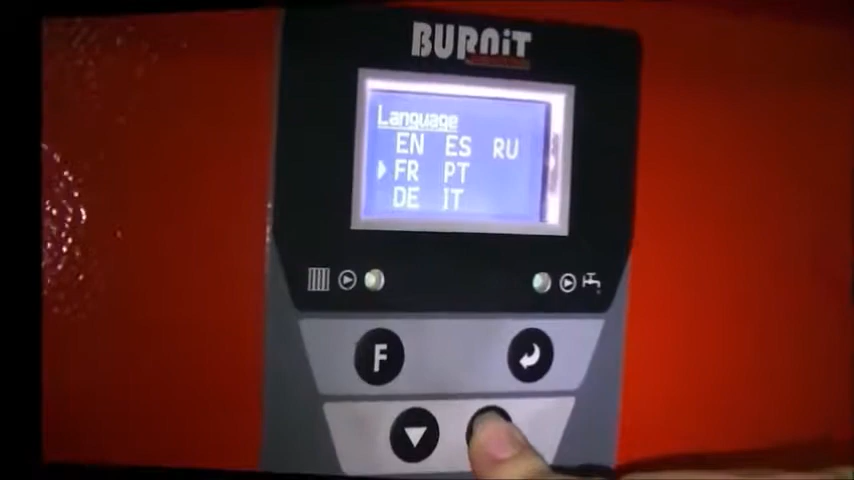 BURNiT
Language
EN ES RU
FR PT
DE IT
F